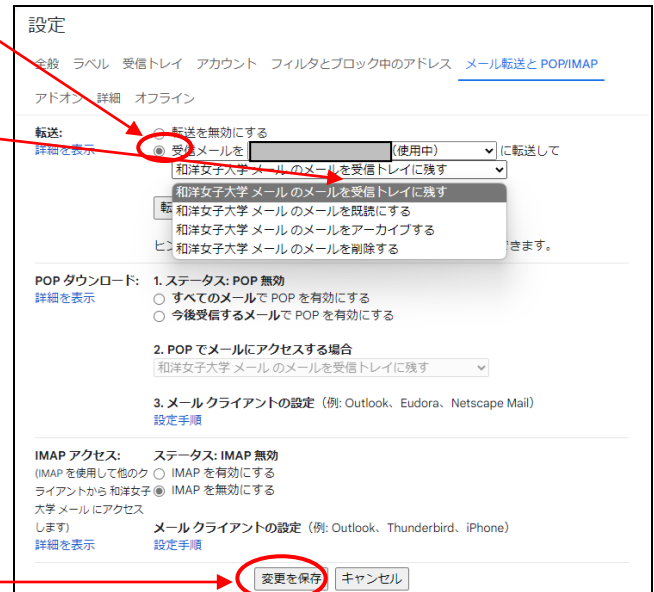 設定
全般 ラベル 受信トレイ アカウント フィルタとブロック中のアドレス メール転送と POP/IMAP
アドオン 詳細 オフライン
転送: 転送を無効にする
詳細を表示 受信メールを (使用中) に転送して
和洋女子大学 メール のメールを受信トレイに残す
和洋女子大学 メール のメールを受信トレイに残す
転 和洋女子大学 メール のメールを既読にする
和洋女子大学 メール のメールをアーカイブする
ヒン 和洋女子大学 メール のメールを削除する きます。
POP ダウンロード: 1. ステータス: POP 無効
詳細を表示 すべてのメールで POP を有効にする
今後受信するメールで POP を有効にする
2. POP でメールにアクセスする場合
和洋女子大学 メール のメールを受信トレイに残す
3. メール クライアントの設定（例: Outlook、Eudora、Netscape Mail）
設定手順
IMAP アクセス: ステータス: IMAP 無効
(IMAP を使用して他のク IMAP を有効にする
ライアントから 和洋女子 IMAP を無効にする
大学 メール にアクセス
します) メール クライアントの設定（例: Outlook、Thunderbird、iPhone）
詳細を表示 設定手順
変更を保存 キャンセル